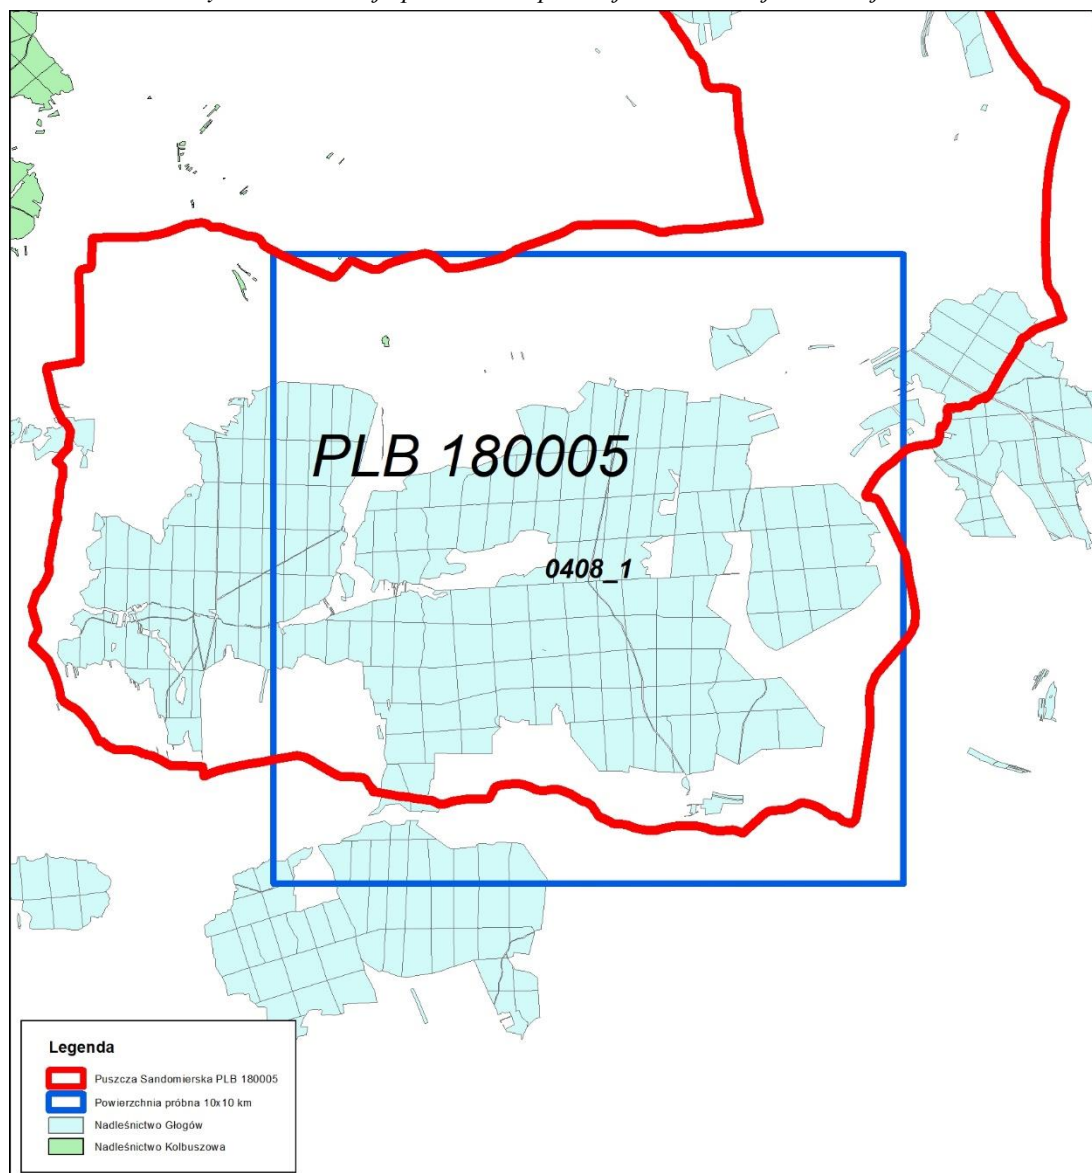 PLB 180005
0408_1
Legenda
Puszcza Sandomierska PLB 180005
Powierzchnia próbna 10x10 km
Nadleśnictwo Głogów
Nadleśnictwo Kolbuszowa